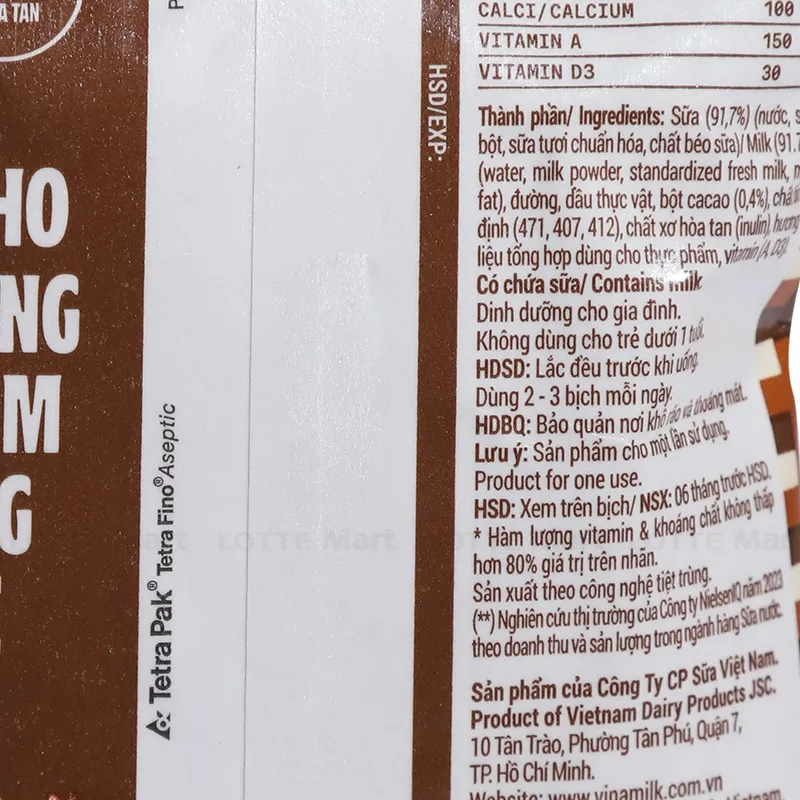 A TAN
HO
NG
M
G
Tetra Pak® Tetra Fino® Aseptic
HSD/EXP:
CALCI/CALCIUM 100
VITAMIN A 150
VITAMIN D3 30
Thành phần/ Ingredients: Sữa (91,7%) (nước,
bột, sữa tươi chuẩn hóa, chất béo sữa)/ Milk (91.7
(water, milk powder, standardized fresh milk,
fat), đường, dầu thực vật, bột cacao (0,4%), chất
định (471, 407, 412), chất xơ hòa tan (inulin), hương
liệu tổng hợp dùng cho thực phẩm, vitamin (A, D3).
Có chứa sữa/ Contains milk
Dinh dưỡng cho gia đình.
Không dùng cho trẻ dưới 1 tuổi.
HDSD: Lắc đều trước khi uống.
Dùng 2 - 3 bịch mỗi ngày.
HDBQ: Bảo quản nơi khô ráo và thoáng mát.
Lưu ý: Sản phẩm cho một lần sử dụng.
Product for one use.
HSD: Xem trên bịch/ NSX: 06 tháng trước HSD.
* Hàm lượng vitamin & khoáng chất không thấp
hơn 80% giá trị trên nhãn.
Sản xuất theo công nghệ tiệt trùng.
(**) Nghiên cứu thị trường của Công ty NielsenIQ năm 2023
theo doanh thu và sản lượng trong ngành hàng Sữa nước.
Sản phẩm của Công Ty CP Sữa Việt Nam.
Product of Vietnam Dairy Products JSC.
10 Tân Trào, Phường Tân Phú, Quận 7,
TP. Hồ Chí Minh.
Website: www.vinamilk.com.vn
LOTTE Mart